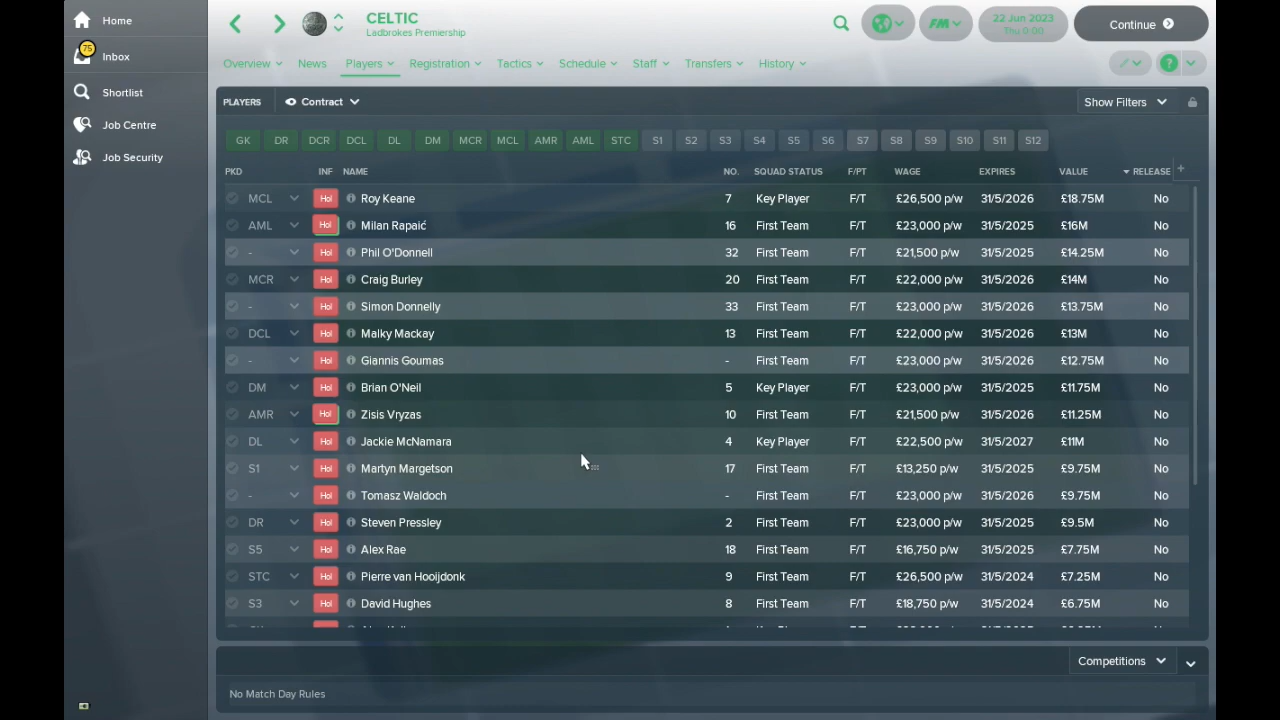 Home
75
Inbox
Shortlist
Job Centre
Job Security
CELTIC
Ladbrokes Premiership
FM
22 Jun 2023
Thu 0:00
Continue
Overview News Players Registration Tactics Schedule Staff Transfers History
?
PLAYERS Contract Show Filters
GK DR DCR DCL DL DM MCR MCL AMR AML STC S1 S2 S3 S4 S5 S6 S7 S8 S9 S10 S11 S12
PKD INF NAME NO. SQUAD STATUS F/PT WAGE EXPIRES VALUE RELEASE +
MCL Hol Roy Keane 7 Key Player F/T £26,500 p/w 31/5/2026 £18.75M No
AML Hol Milan Rapaić 16 First Team F/T £23,000 p/w 31/5/2025 £16M No
- Hol Phil O'Donnell 32 First Team F/T £21,500 p/w 31/5/2025 £14.25M No
MCR Hol Craig Burley 20 First Team F/T £22,000 p/w 31/5/2026 £14M No
- Hol Simon Donnelly 33 First Team F/T £23,000 p/w 31/5/2026 £13.75M No
DCL Hol Malky Mackay 13 First Team F/T £22,000 p/w 31/5/2026 £13M No
- Hol Giannis Goumas - First Team F/T £23,000 p/w 31/5/2026 £12.75M No
DM Hol Brian O'Neil 5 Key Player F/T £23,000 p/w 31/5/2026 £11.75M No
AMR Hol Zisis Vryzas 10 First Team F/T £21,500 p/w 31/5/2026 £11.25M No
DL Hol Jackie McNamara 4 Key Player F/T £22,500 p/w 31/5/2027 £11M No
S1 Hol Martyn Margetson 17 First Team F/T £13,250 p/w 31/5/2025 £9.75M No
- Hol Tomasz Waldoch - First Team F/T £23,000 p/w 31/5/2026 £9.75M No
DR Hol Steven Pressley 2 First Team F/T £23,000 p/w 31/5/2025 £9.5M No
S5 Hol Alex Rae 18 First Team F/T £16,750 p/w 31/5/2025 £7.75M No
STC Hol Pierre van Hooijdonk 9 First Team F/T £26,500 p/w 31/5/2024 £7.25M No
S3 Hol David Hughes 8 First Team F/T £18,750 p/w 31/5/2024 £6.75M No
Competitions
No Match Day Rules